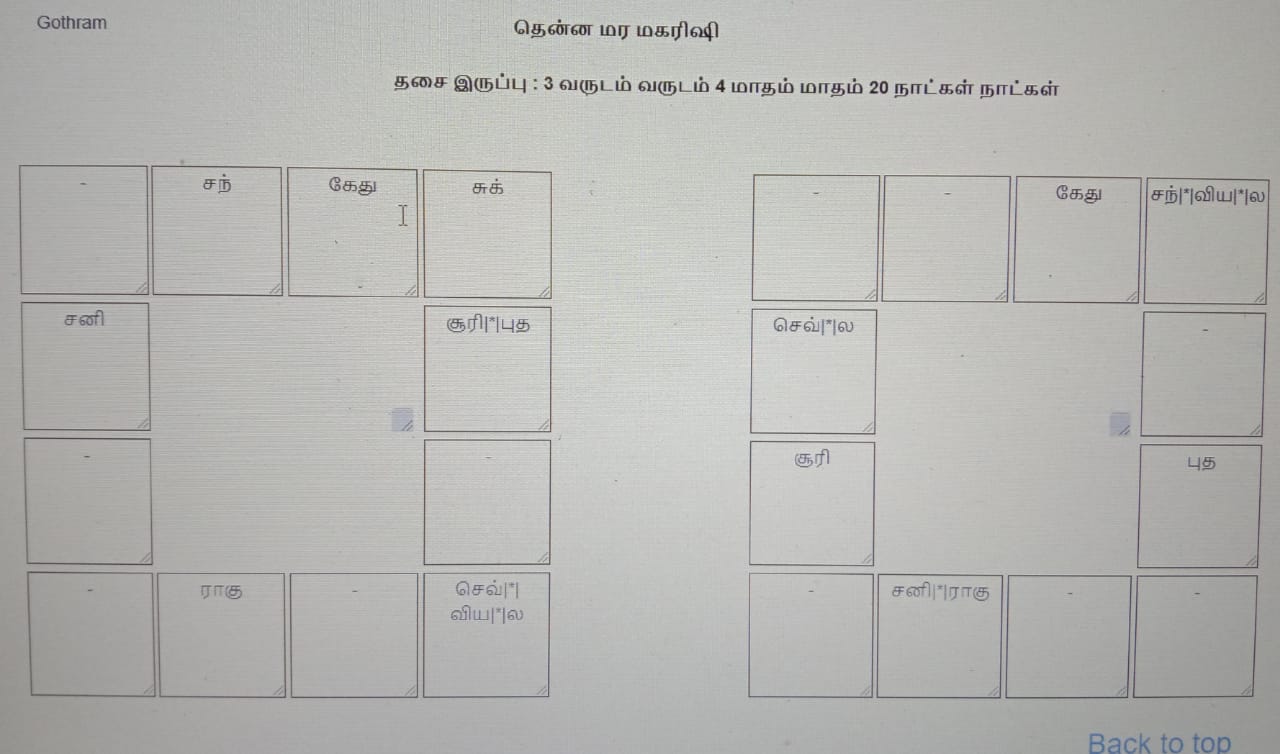 Gothram
தென்ன மர மகரிஷி
தசை இருப்பு : 3 வருடம் வருடம் 4 மாதம் மாதம் 20 நாட்கள் நாட்கள்
- சந் கேது சுக்
- - கேது சந்|*|விய|*|ல
சனி சூரி|*|புத
செவ்|*|ல -
- -
சூரி புத
- ராகு - செவ்|*|
விய|*|ல
- சனி|*|ராகு - -
Back to top